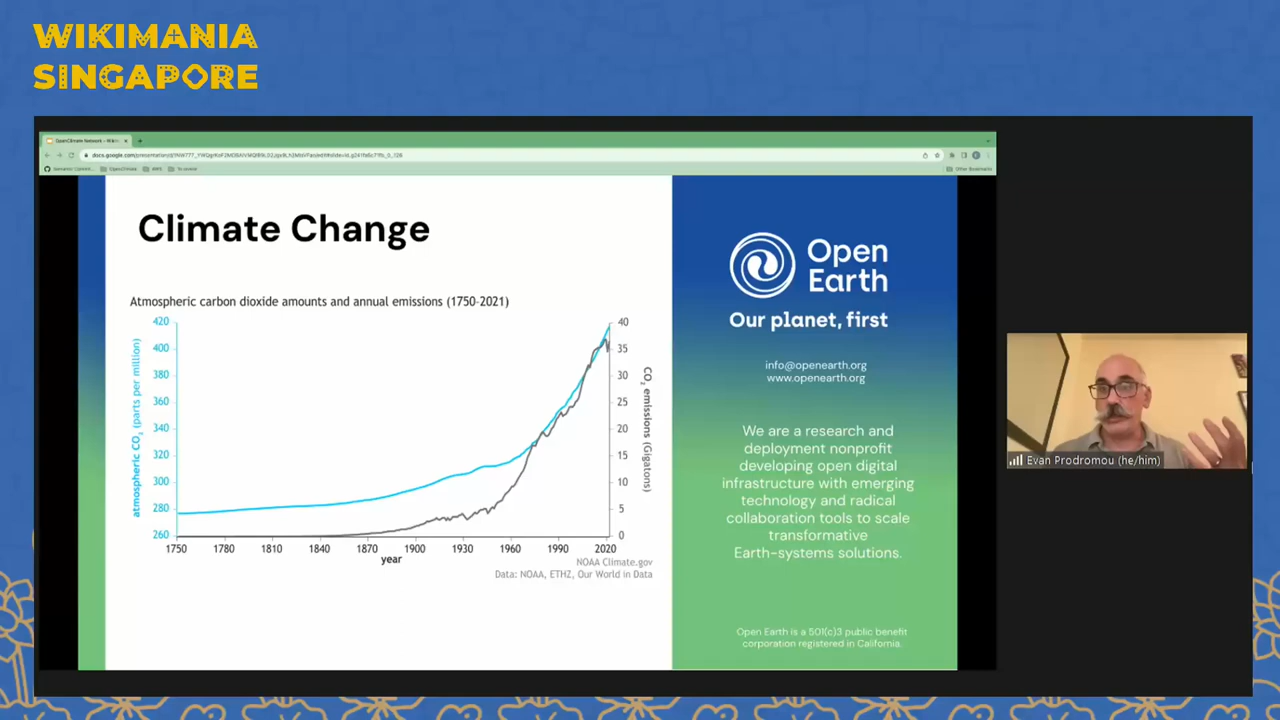 WIKIMANIA
SINGAPORE
OpenClimate Network - Wikim
Other Bookmarks
Climate Change
Atmospheric carbon dioxide amounts and annual emissions (1750-2021)
atmospheric CO2 (parts per million)
420
400
380
360
340
320
300
280
260
40
35
30
25
20
15
10
5
0
CO2 emissions (Gigatons)
1750 1780 1810 1840 1870 1900 1930 1960 1990 2020
year
NOAA Climate.gov
Data: NOAA, ETHZ, Our World in Data
Open
Earth
Our planet, first
info@openearth.org
www.openearth.org
We are a research and
deployment nonprofit
developing open digital
infrastructure with emerging
technology and radical
collaboration tools to scale
transformative
Earth-systems solutions.
Open Earth is a 501(c)3 public benefit
corporation registered in California.
Evan Prodromou (he/him)